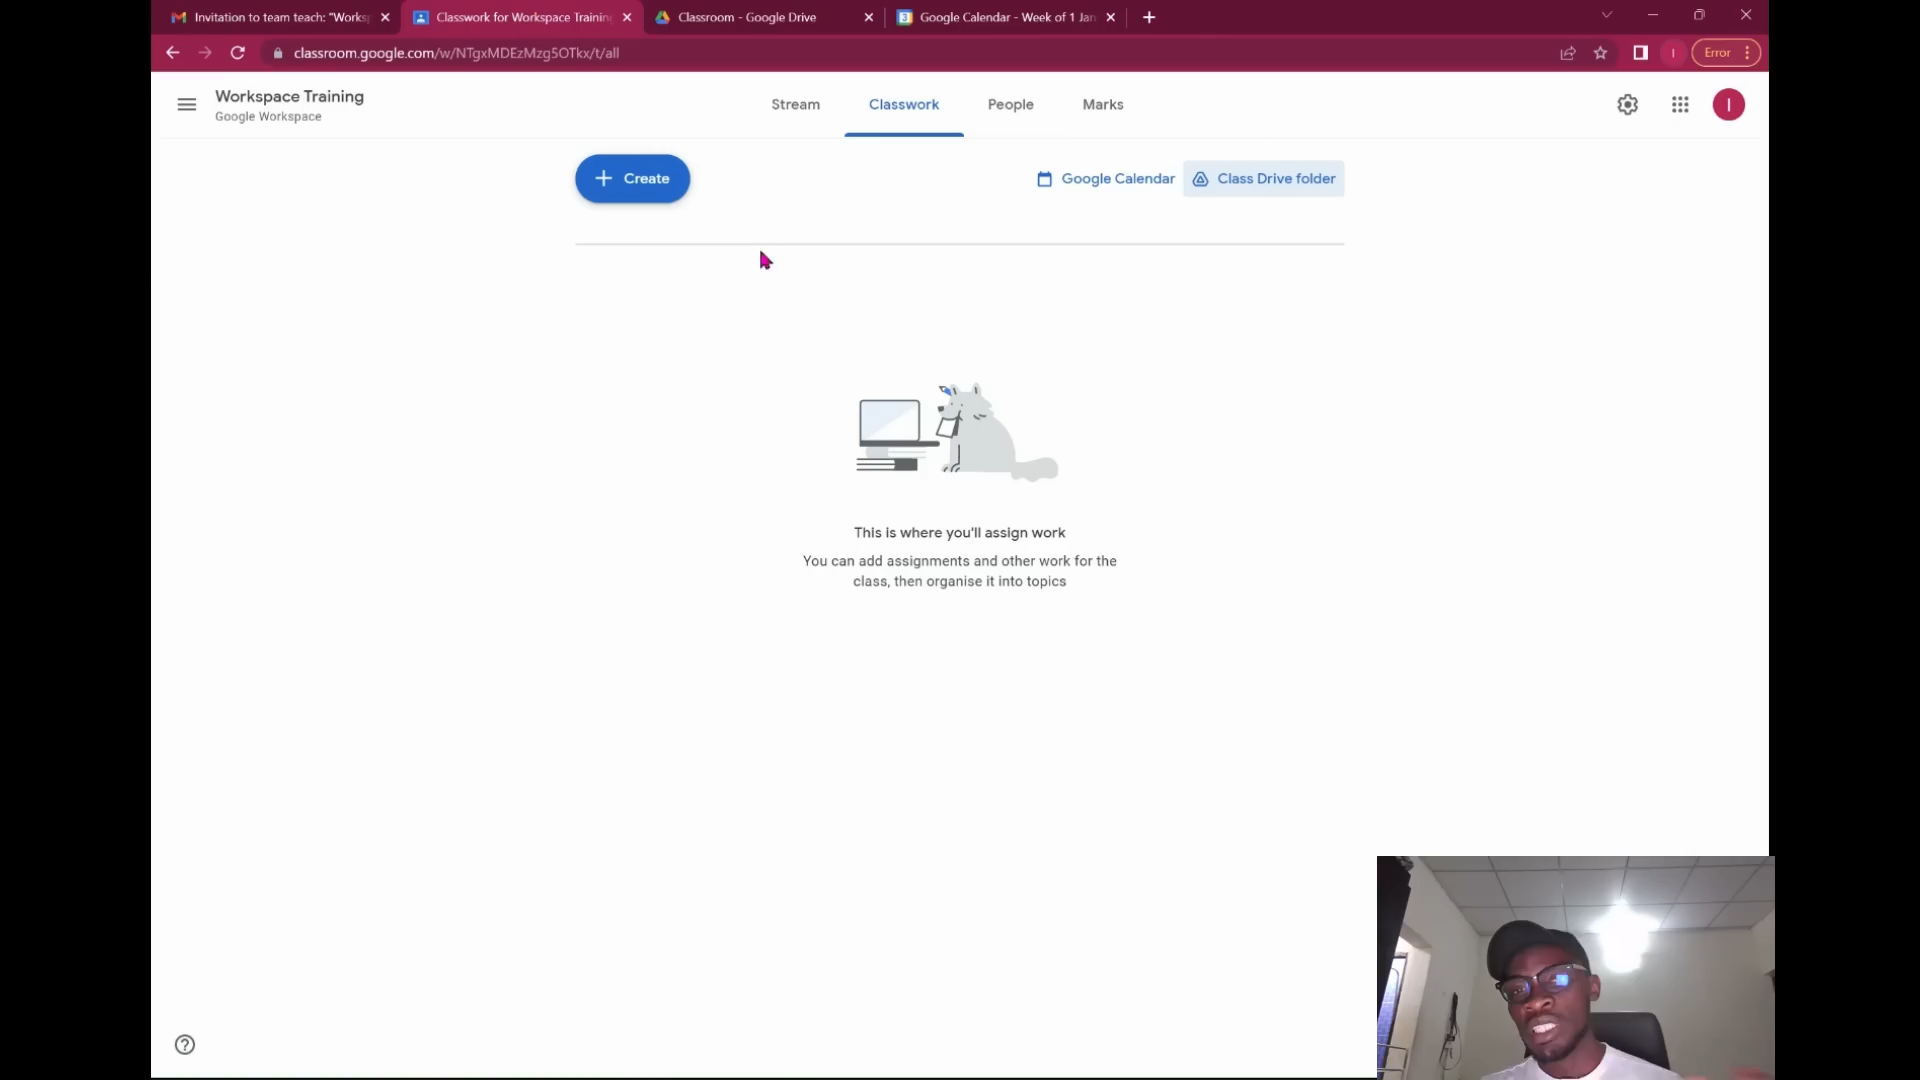 Invitation to team teach: "Works
Classwork for Workspace Training
Classroom - Google Drive
3
Google Calendar - Week of 1 Jan
classroom.google.com/w/NTgxMDEzMzg5OTkx/t/all
I
Error
Workspace Training
Google Workspace
Stream
Classwork
People
Marks
I
Create
Google Calendar
Class Drive folder
This is where you'll assign work
You can add assignments and other work for the
class, then organise it into topics